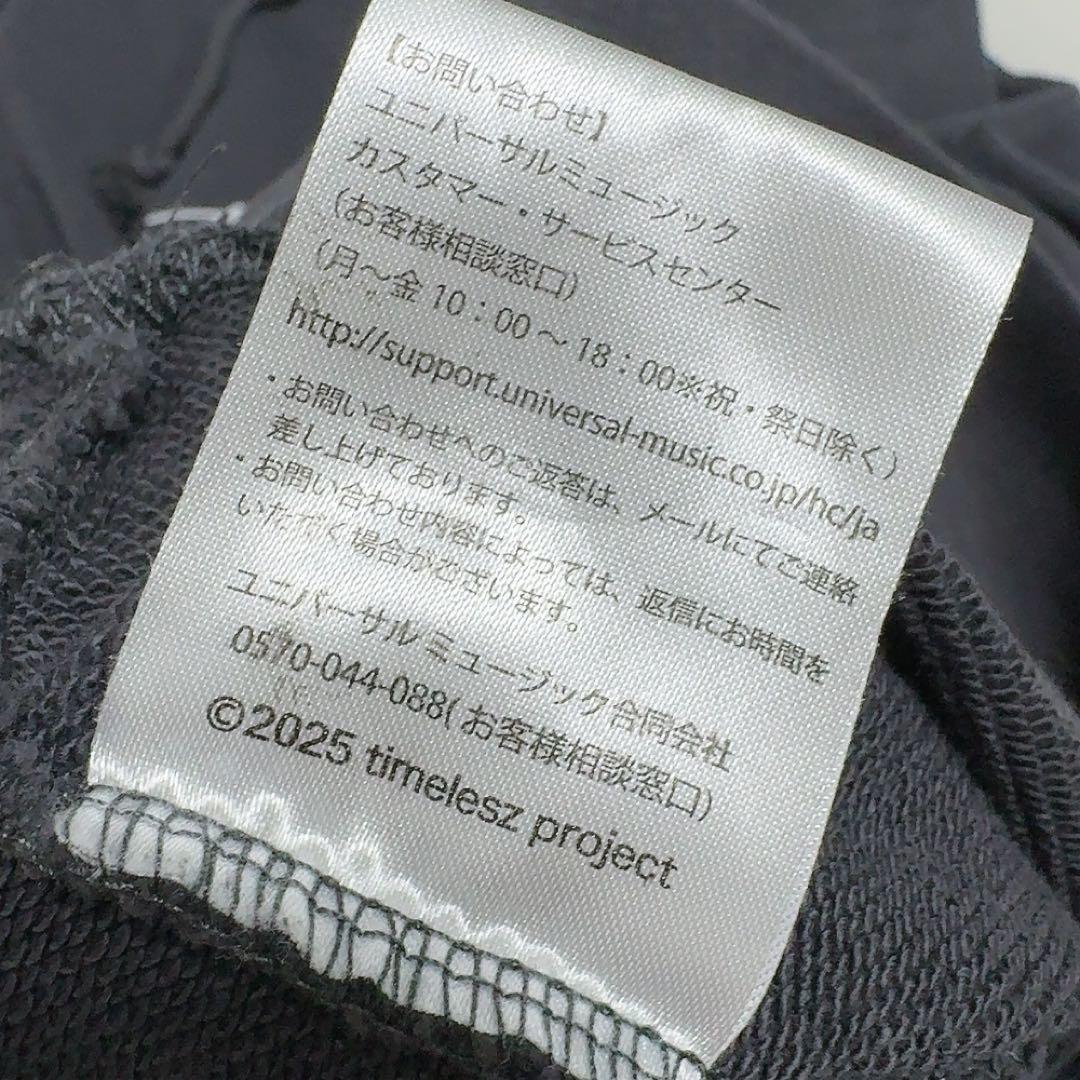 【お問い合わせ】
ユニバーサルミュージック
カスタマー・サービスセンター
(お客様相談窓口)
(月～金 10：00～18：00※祝・祭日除く)
http://support.universal-music.co.jp/hc/ja
・お問い合わせへのご返答は、メールにてご連絡
差し上げております。
・お問い合わせ内容によっては、返信にお時間を
いただく場合がございます。
ユニバーサル ミュージック合同会社
0570-044-088(お客様相談窓口)
©2025 timelesz project